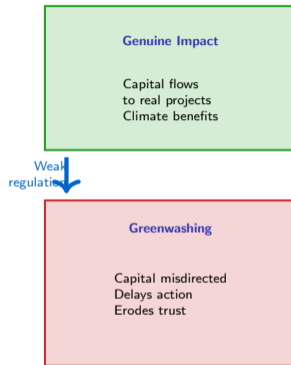 Genuine Impact
Capital flows
to real projects
Climate benefits
Weak
regulation
Greenwashing
Capital misdirected
Delays action
Erodes trust